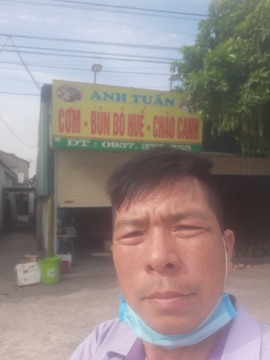 ANH TUẤN
CƠM - BÚN BÒ HUẾ - CHÁO CANH
ĐT : 0937.